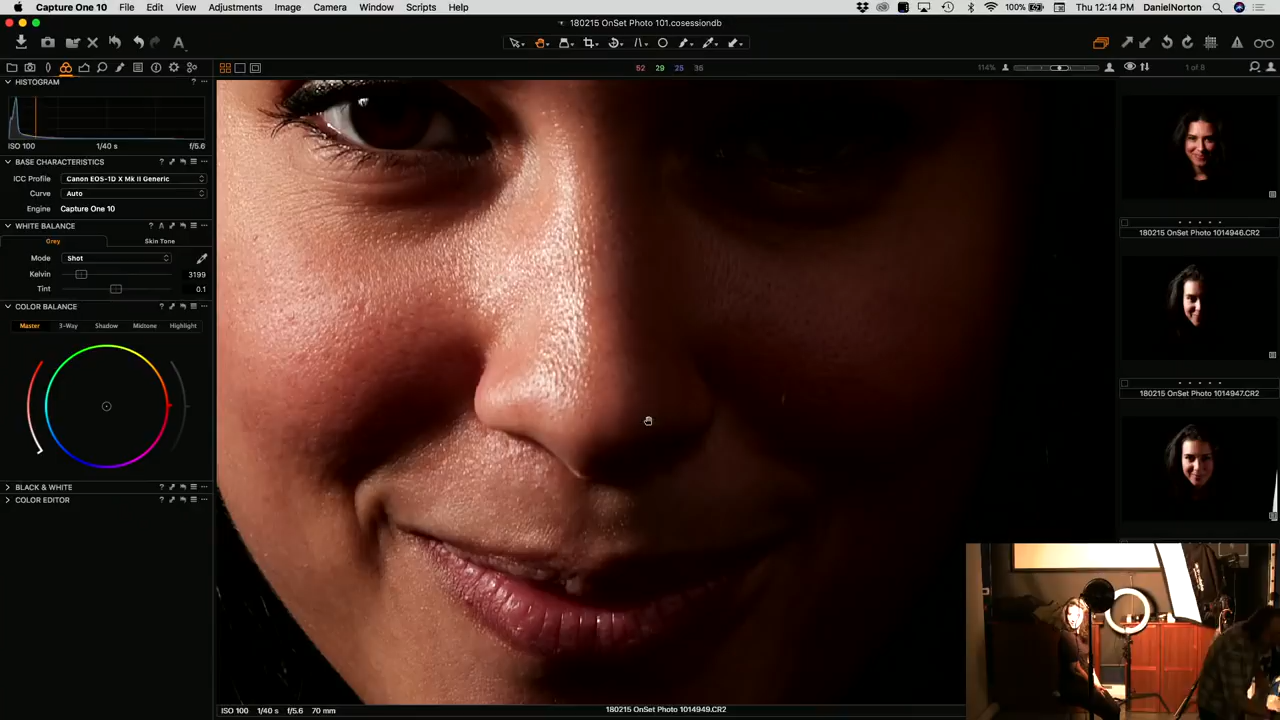 Capture One 10 File Edit View Adjustments Image Camera Window Scripts Help 100% Thu 12:14 PM DanielNorton
180215 OnSet Photo 101.cosessiondb
52 29 25 36 114% 1 of 8
HISTOGRAM ?
ISO 100 1/40 s f/5.6
BASE CHARACTERISTICS ?
ICC Profile Canon EOS-1D X Mk II Generic
Curve Auto
Engine Capture One 10
WHITE BALANCE ? A
Grey Skin Tone
Mode Shot
Kelvin 3199
Tint 0.1
COLOR BALANCE ?
Master 3-Way Shadow Midtone Highlight
BLACK & WHITE ?
COLOR EDITOR ?
180215 OnSet Photo 1014946.CR2
180215 OnSet Photo 1014947.CR2
ISO 100 1/40 s f/5.6 70 mm 180215 OnSet Photo 1014949.CR2